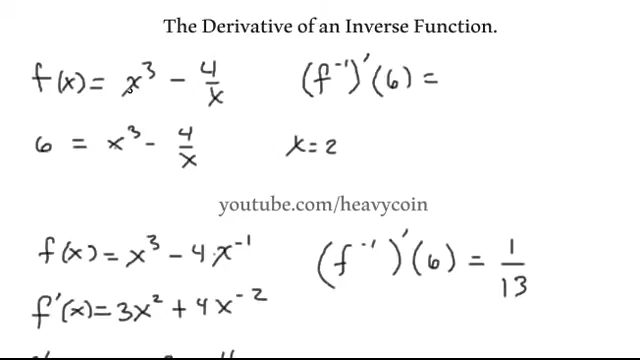 The Derivative of an Inverse Function.
f(x) = x³ - 4/x (f⁻¹)'(6) =
6 = x³ - 4/x x = 2
youtube.com/heavycoin
f(x) = x³ - 4x⁻¹ (f⁻¹)'(6) = 1/13
f'(x) = 3x² + 4x⁻²